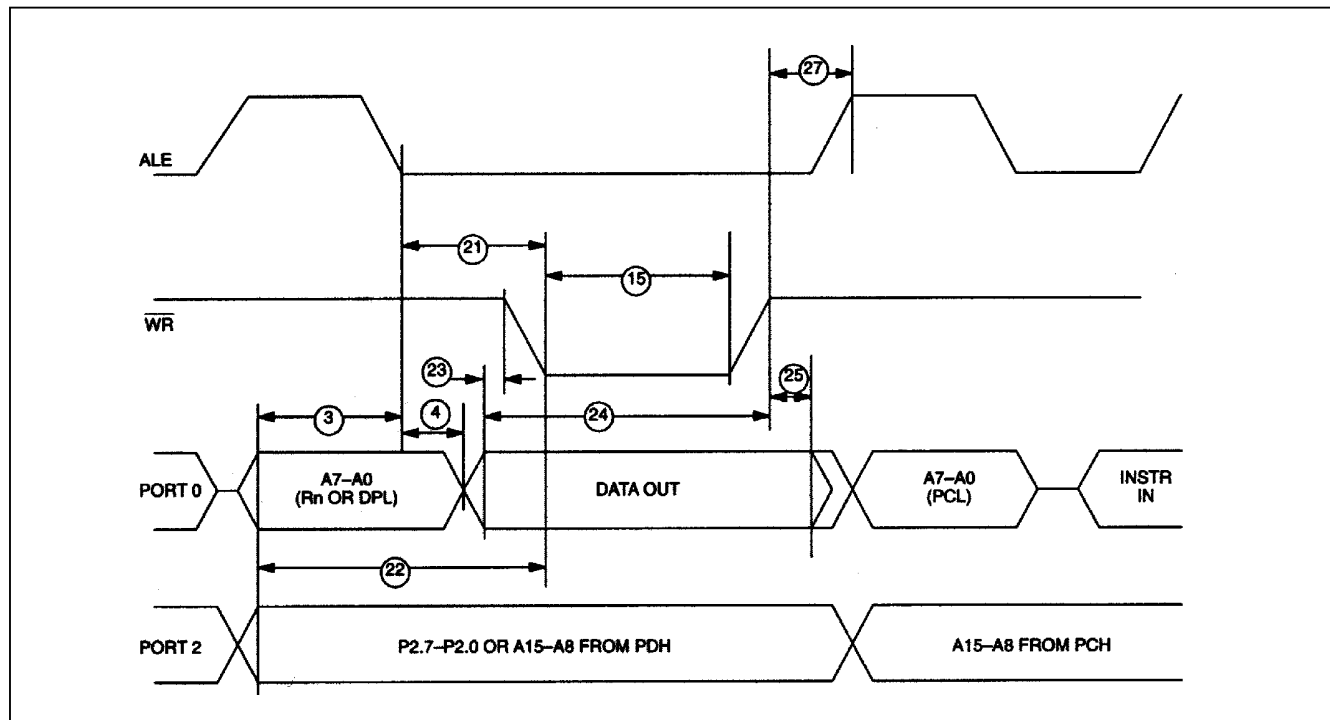 27
ALE
21
15
WR
23
25
3
4
24
PORT 0
A7–A0
(Rn OR DPL)
DATA OUT
A7–A0
(PCL)
INSTR
IN
22
PORT 2
P2.7–P2.0 OR A15–A8 FROM PDH
A15–A8 FROM PCH